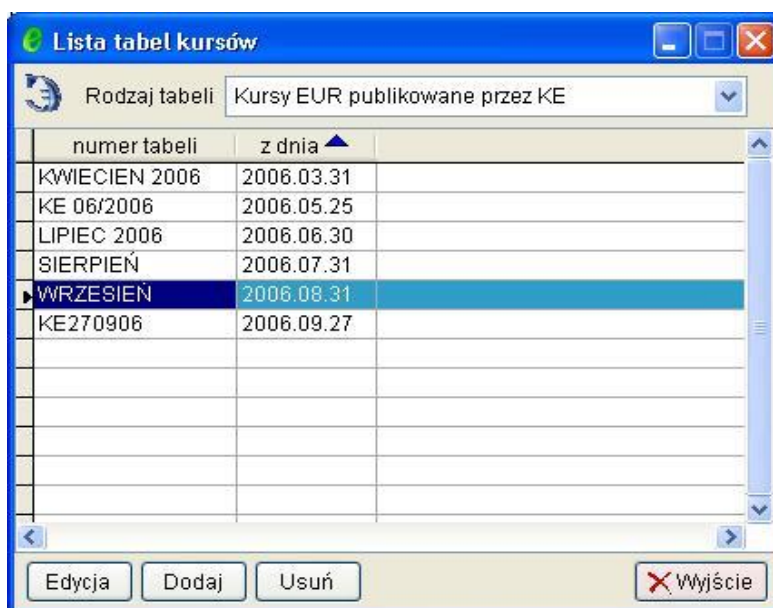 Lista tabel kursów
Rodzaj tabeli Kursy EUR publikowane przez KE
numer tabeli z dnia
KWIECIEN 2006 2006.03.31
KE 06/2006 2006.05.25
LIPIEC 2006 2006.06.30
SIERPIEŃ 2006.07.31
WRZESIEŃ 2006.08.31
KE270906 2006.09.27
Edycja Dodaj Usuń Wyjście